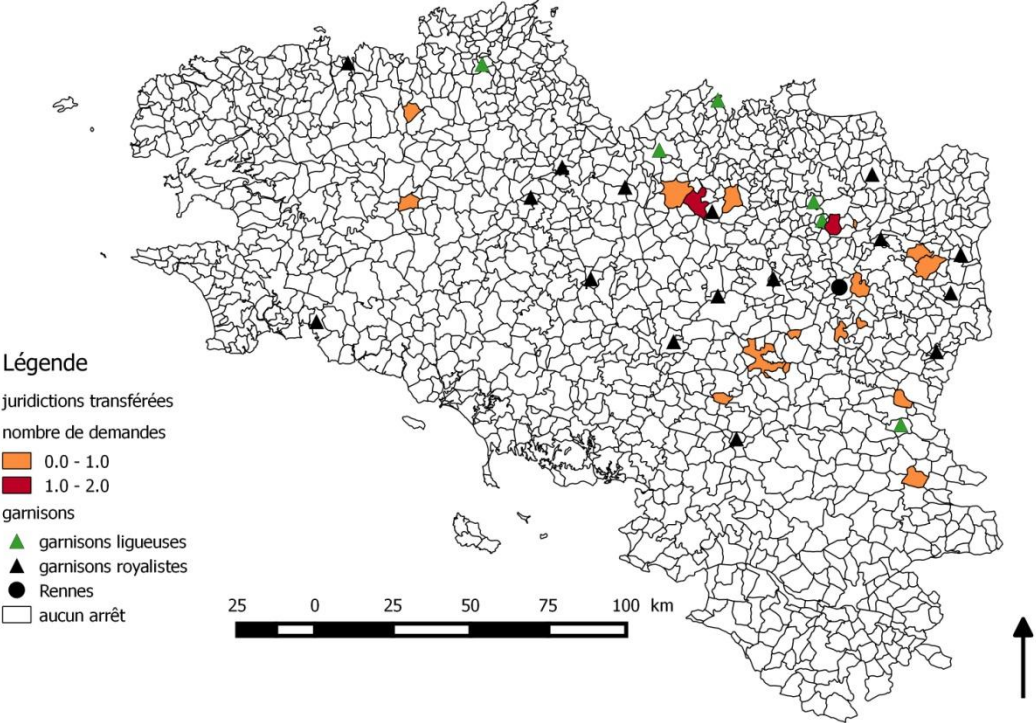 Légende
juridictions transférées
nombre de demandes
0.0 - 1.0
1.0 - 2.0
garnisons
garnisons ligueuses
garnisons royalistes
Rennes
aucun arrêt
25 0 25 50 75 100 km